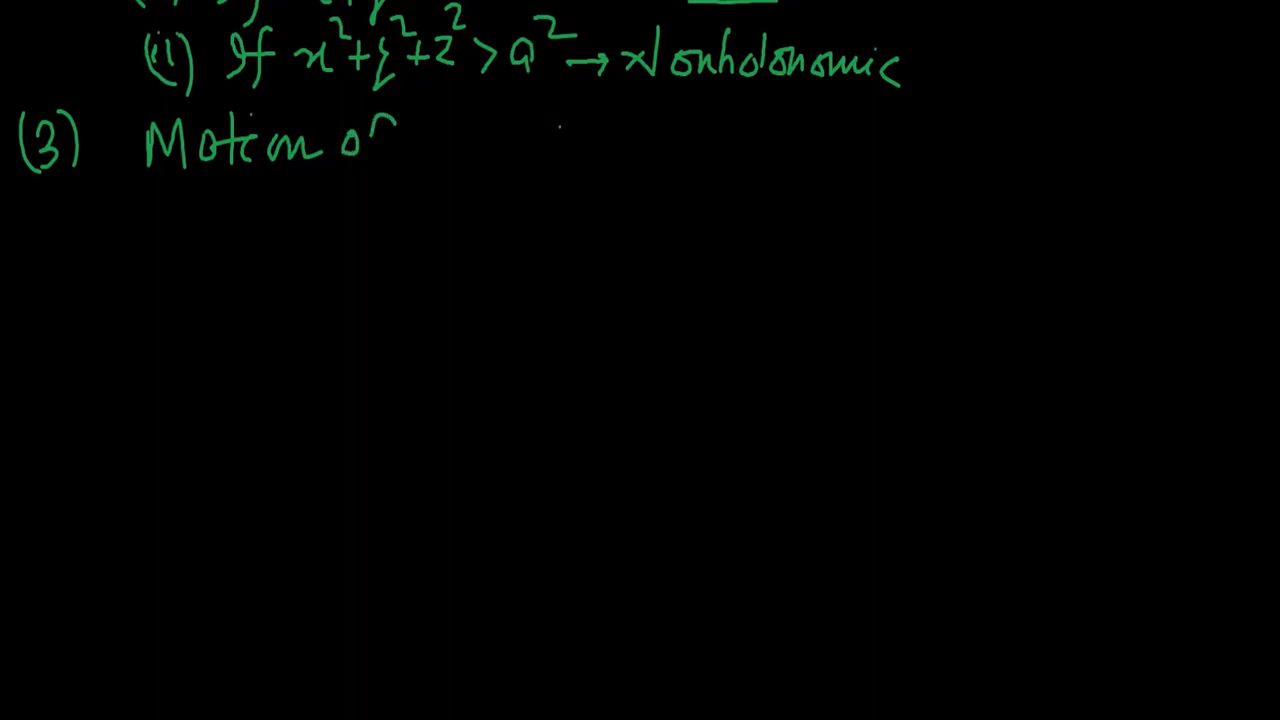 (ii) If x²+y²+z² > a² → Nonholonomic
(3) Motion o